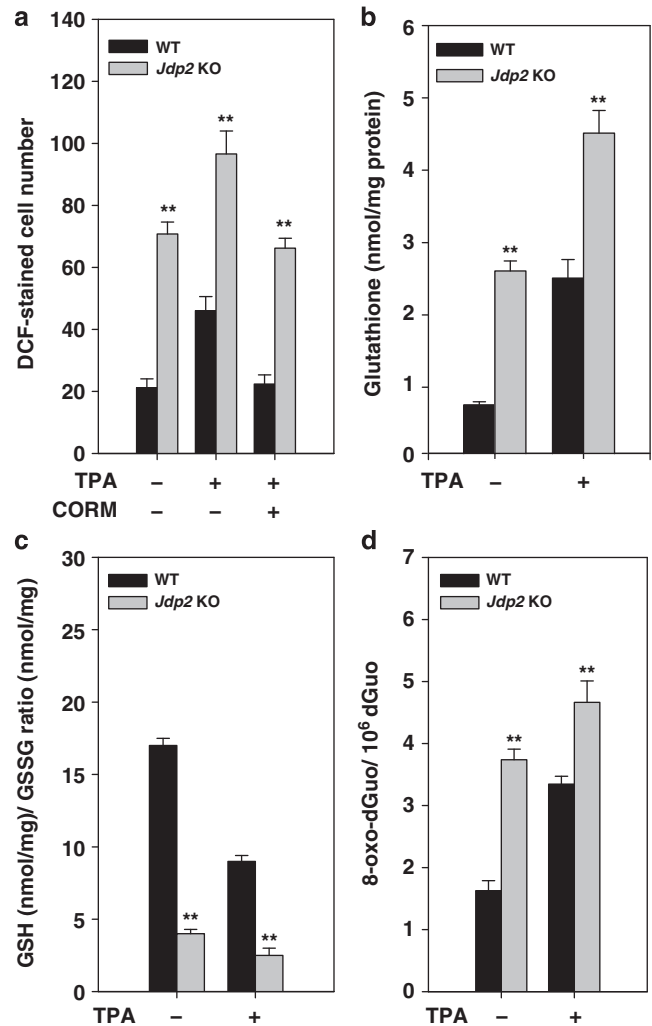 a
DCF-stained cell number
140
120
100
80
60
40
20
0
WT
Jdp2 KO
**
**
**
TPA − + +
CORM − − +
b
Glutathione (nmol/mg protein)
6
5
4
3
2
1
0
WT
Jdp2 KO
**
**
TPA − +
c
GSH (nmol/mg)/ GSSG ratio (nmol/mg)
30
25
20
15
10
5
0
WT
Jdp2 KO
**
**
TPA − +
d
8-oxo-dGuo/ 10⁶ dGuo
7
6
5
4
3
2
1
0
WT
Jdp2 KO
**
**
TPA − +